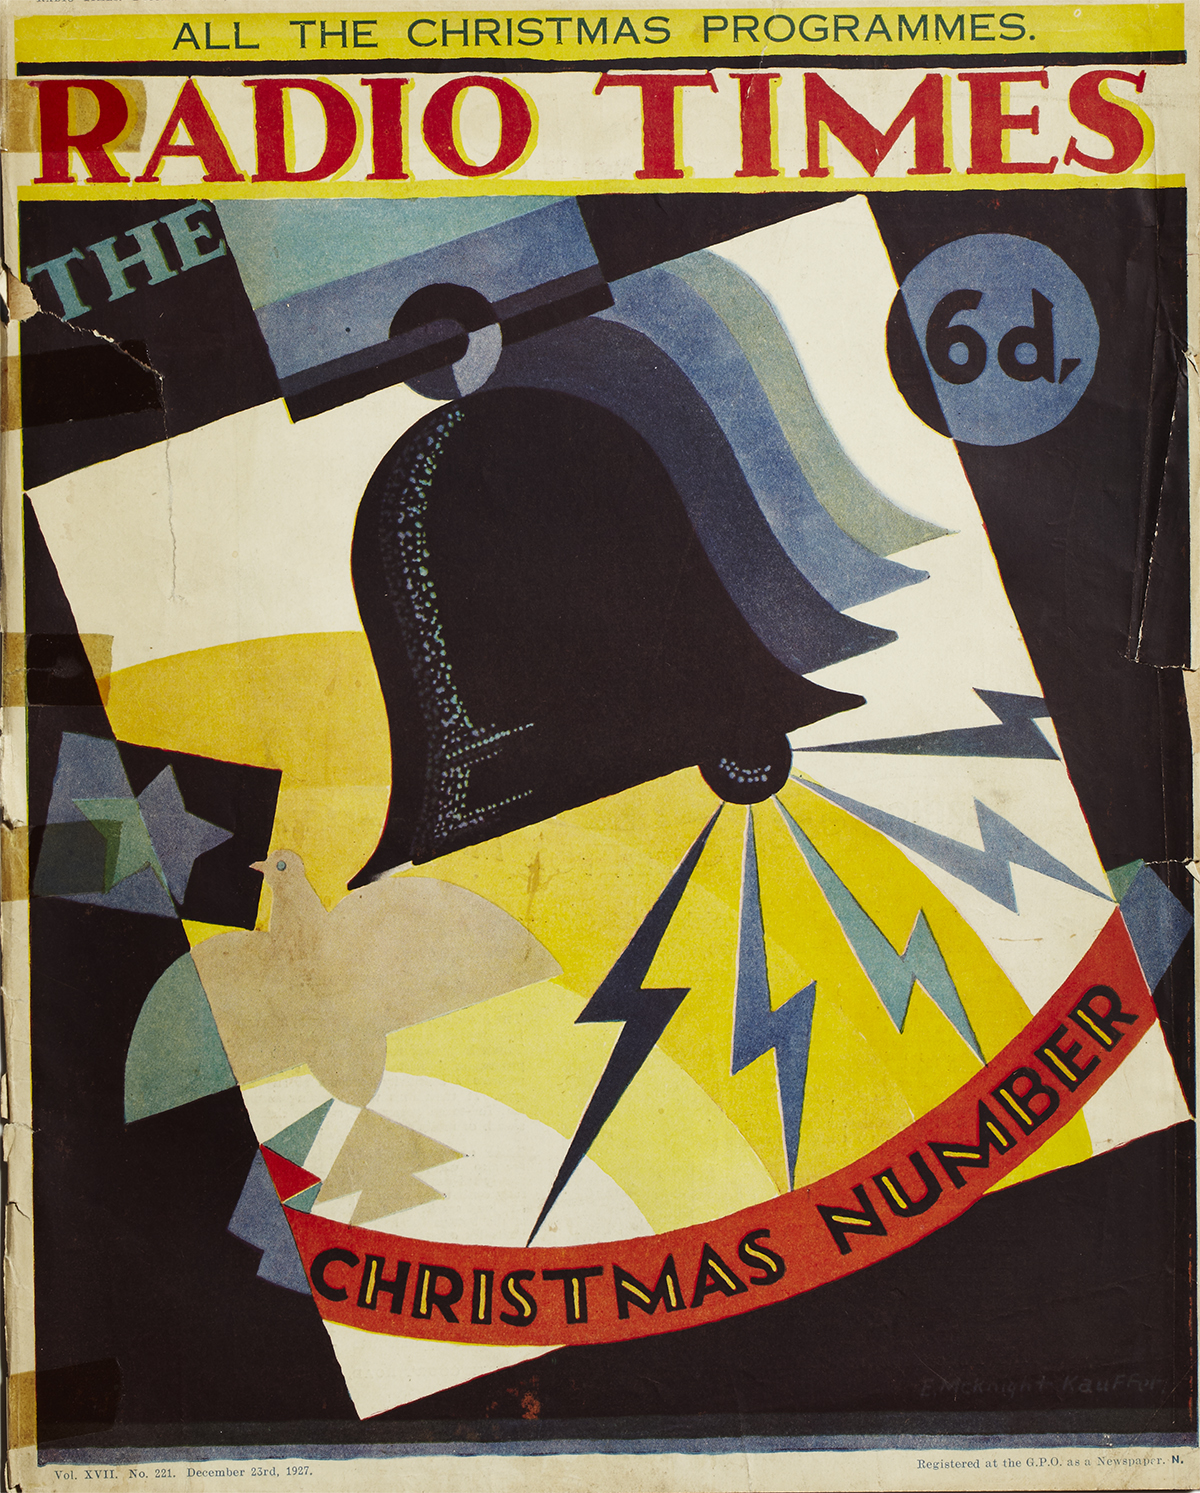 ALL THE CHRISTMAS PROGRAMMES.
RADIO TIMES
THE
6d.
CHRISTMAS NUMBER
E. McKnight Kauffer
Vol. XVII. No. 221. December 23rd, 1927.
Registered at the G.P.O. as a Newspaper. N.